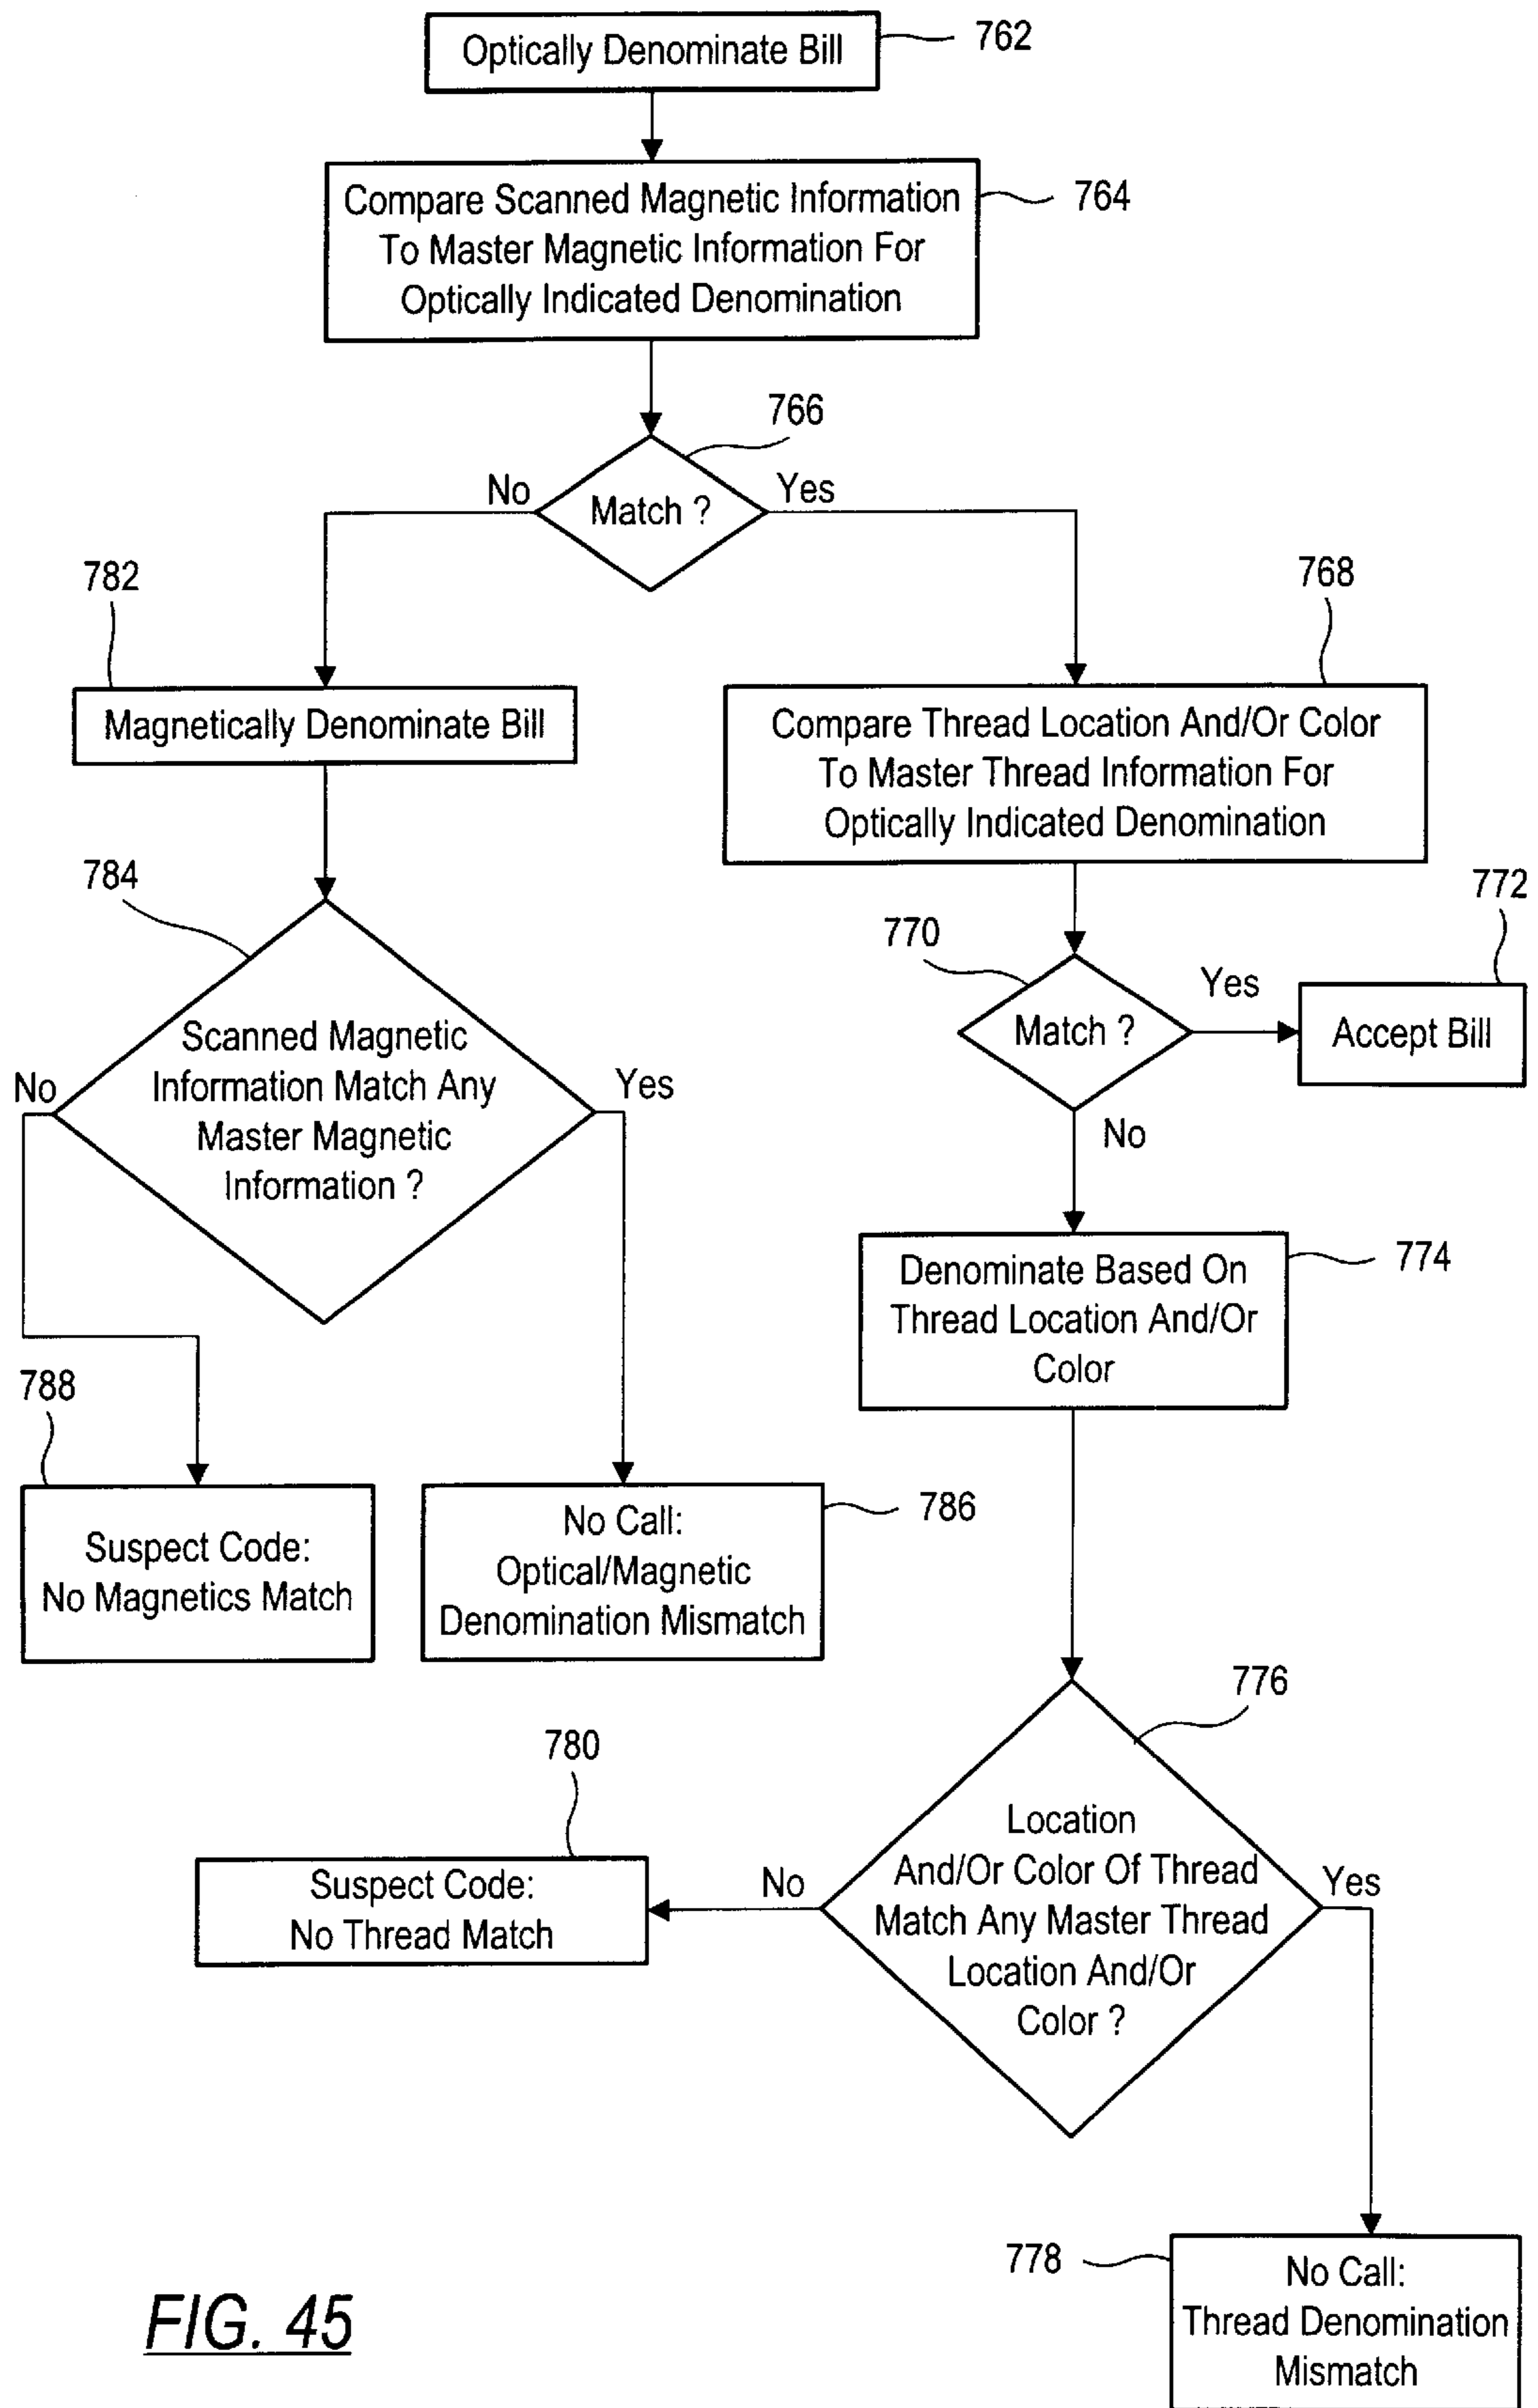 Optically Denominate Bill
762
Compare Scanned Magnetic Information
To Master Magnetic Information For
Optically Indicated Denomination
764
766
Match ?
No
Yes
782
Magnetically Denominate Bill
768
Compare Thread Location And/Or Color
To Master Thread Information For
Optically Indicated Denomination
784
Scanned Magnetic
Information Match Any
Master Magnetic
Information ?
No
Yes
770
Match ?
Yes
772
Accept Bill
No
Denominate Based On
Thread Location And/Or
Color
774
788
Suspect Code:
No Magnetics Match
No Call:
Optical/Magnetic
Denomination Mismatch
786
776
Location
And/Or Color Of Thread
Match Any Master Thread
Location And/Or
Color ?
No
Yes
780
Suspect Code:
No Thread Match
778
No Call:
Thread Denomination
Mismatch
FIG. 45